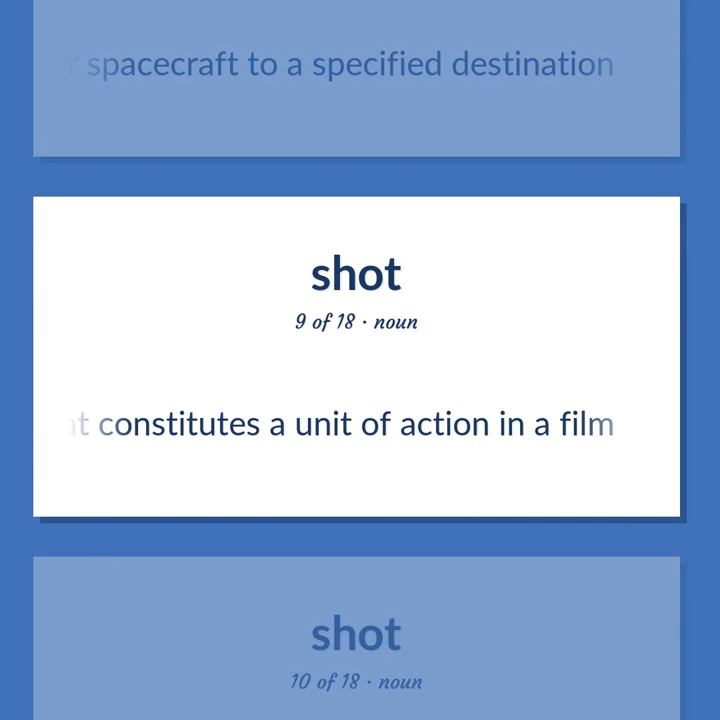 spacecraft to a specified destination
shot
9 of 18 · noun
constitutes a unit of action in a film
shot
10 of 18 · noun